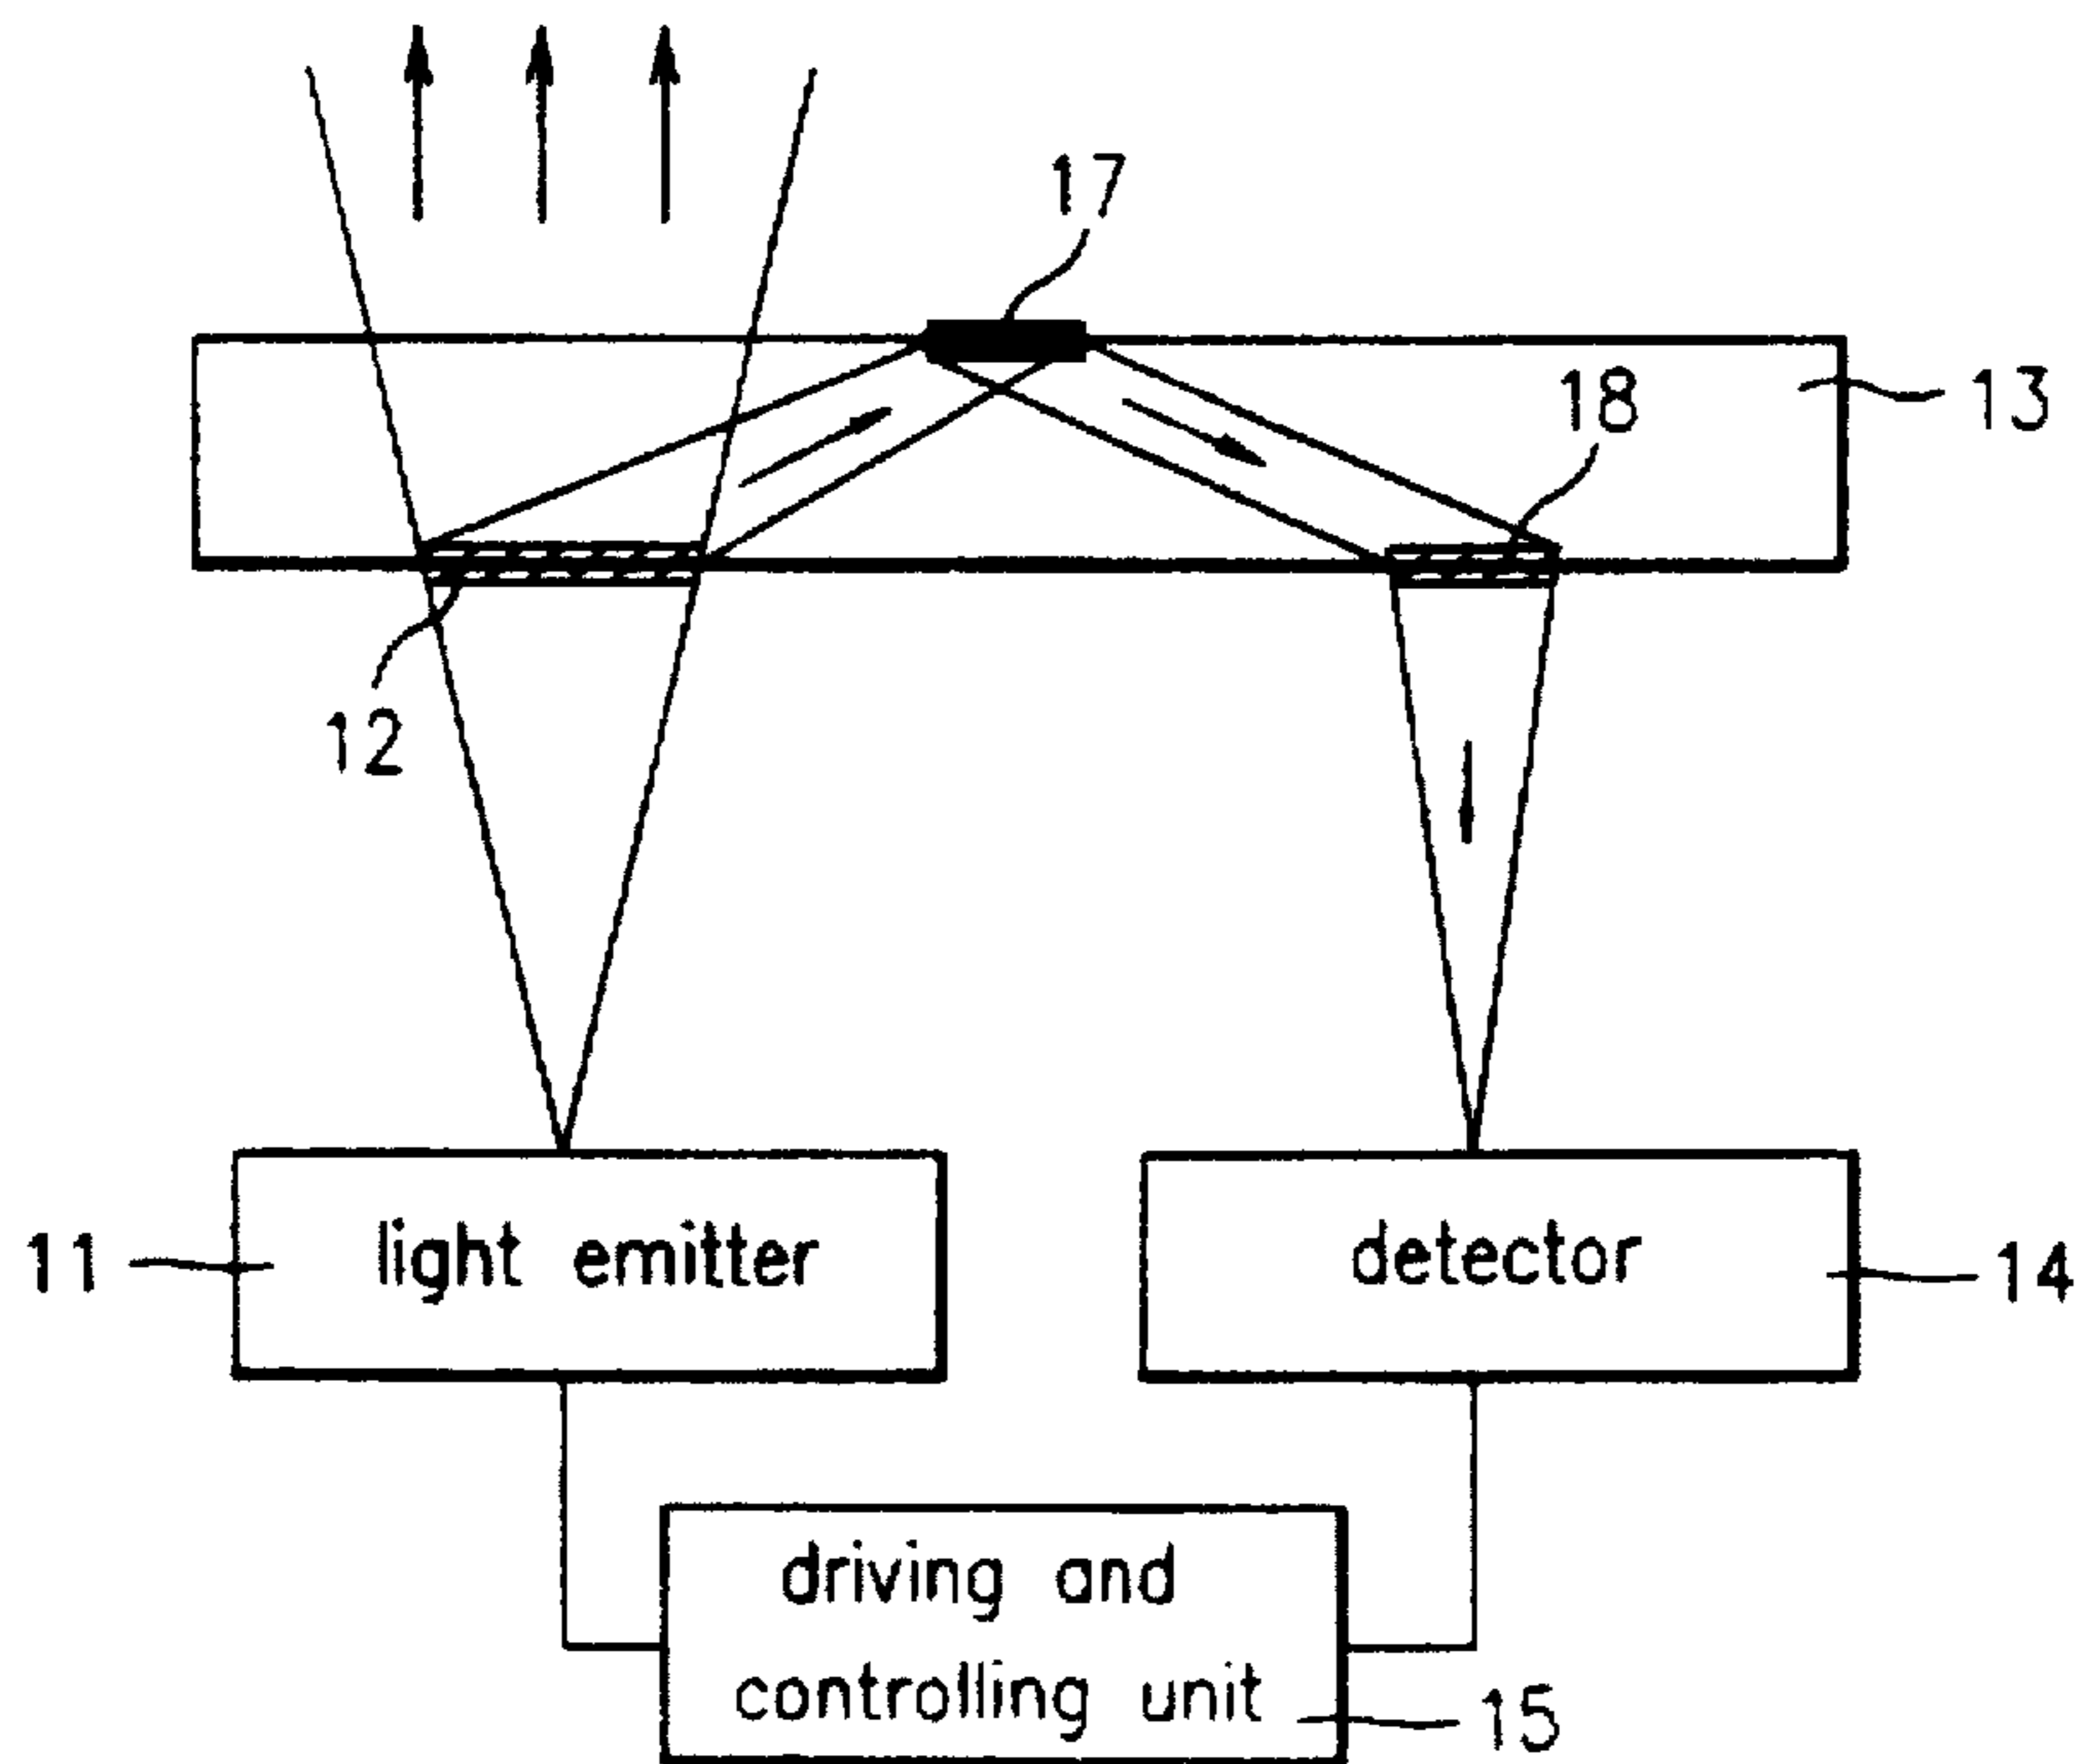 17
13
18
12
light emitter
11
detector
14
driving and
controlling unit
15